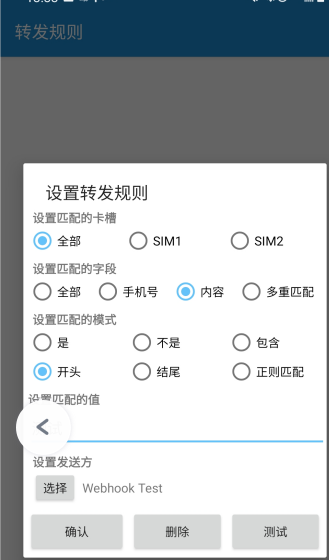 转发规则
设置转发规则
设置匹配的卡槽
全部 SIM1 SIM2
设置匹配的字段
全部 手机号 内容 多重匹配
设置匹配的模式
是 不是 包含
开头 结尾 正则匹配
设置匹配的值
设置发送方
选择 Webhook Test
确认 删除 测试